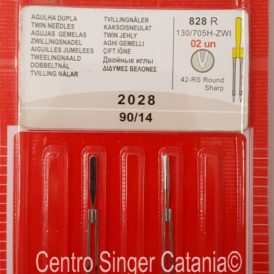 AGULHA DUPLA
TWIN NEEDLES
AGUJAS GEMELAS
ZWILLINGSNADEL
AIGUILLES JUMELEES
TWEELINGNAALD
DOBBELTNÅL
TVILLING NÅLAR
TVILLINGNÅLER
KAKSOISNEULAT
TWIN JEHLY
AGHI GEMELLI
ÇIFT İGNE
Двойные иглы
ΔΙΔΥΜΕΣ ΒΕΛΟΝΕΣ
828 R
130/705H-ZWI
02 un
42-RS Round
Sharp
2028
90/14
Centro Singer Catania©